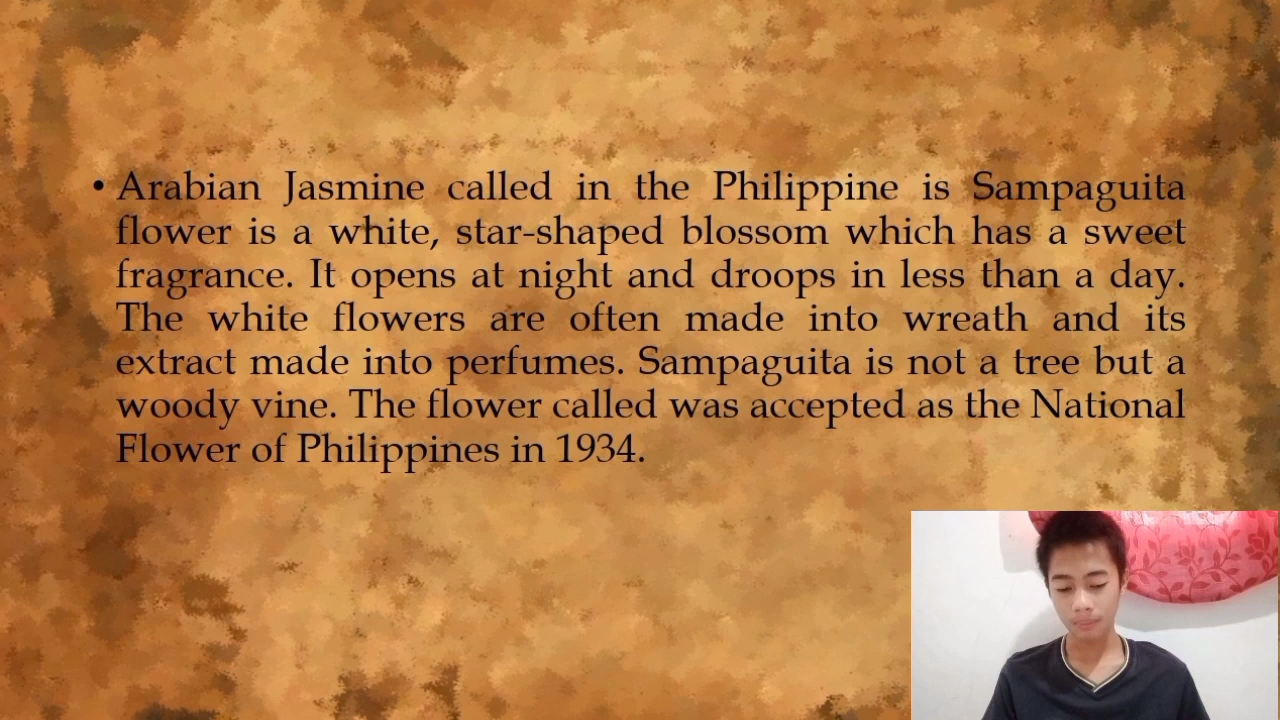 • Arabian Jasmine called in the Philippine is Sampaguita
flower is a white, star-shaped blossom which has a sweet
fragrance. It opens at night and droops in less than a day.
The white flowers are often made into wreath and its
extract made into perfumes. Sampaguita is not a tree but a
woody vine. The flower called was accepted as the National
Flower of Philippines in 1934.